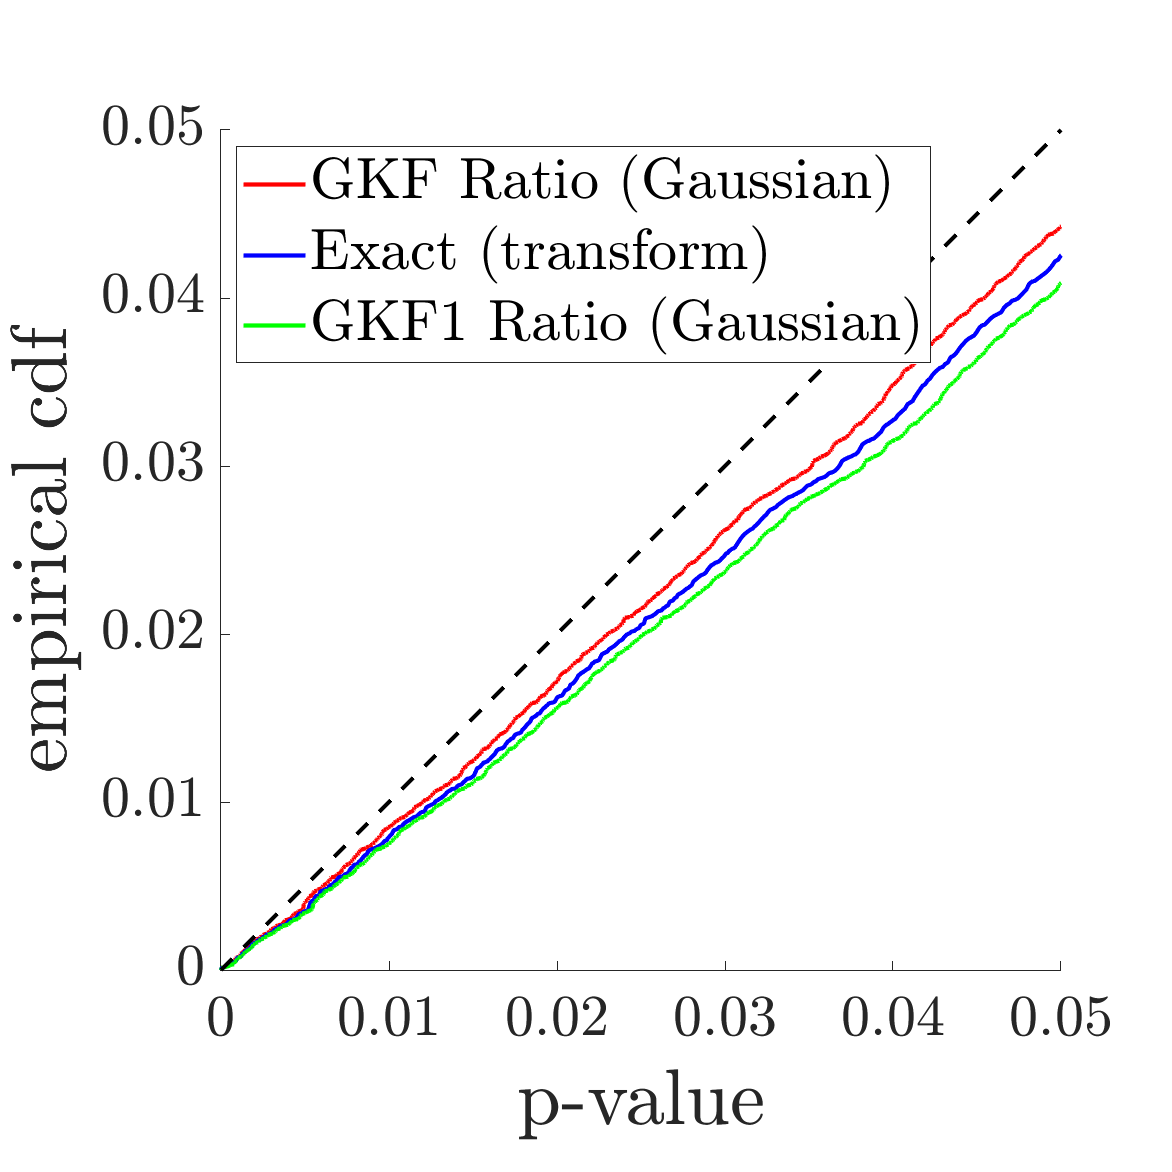 0.05
GKF Ratio (Gaussian)
Exact (transform)
GKF1 Ratio (Gaussian)
0.04
0.03
0.02
0.01
0
empirical cdf
0 0.01 0.02 0.03 0.04 0.05
p-value